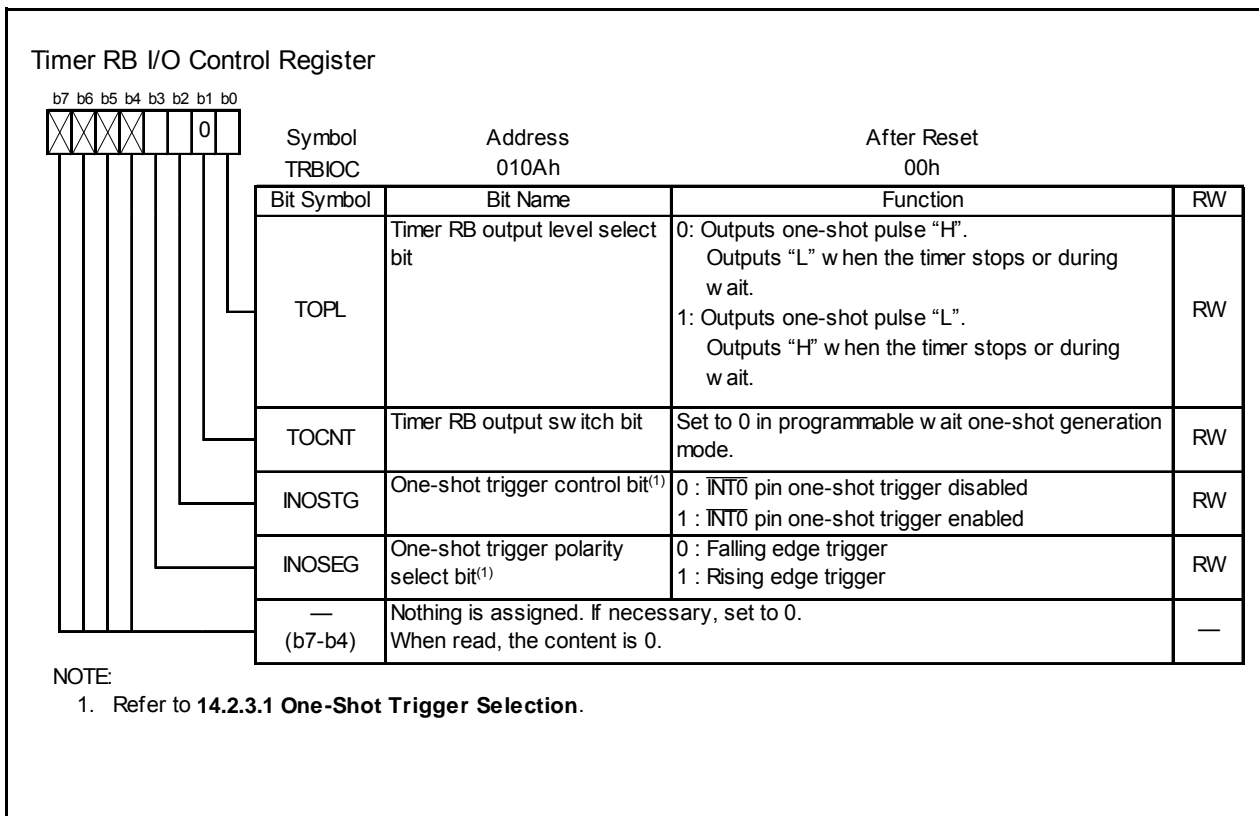 Timer RB I/O Control Register
b7 b6 b5 b4 b3 b2 b1 b0
0
Symbol Address After Reset
TRBIOC 010Ah 00h
Bit Symbol Bit Name Function RW
TOPL Timer RB output level select bit 0: Outputs one-shot pulse “H”. RW
Outputs “L” when the timer stops or during
wait.
1: Outputs one-shot pulse “L”.
Outputs “H” when the timer stops or during
wait.
TOCNT Timer RB output switch bit Set to 0 in programmable wait one-shot generation mode. RW
INOSTG One-shot trigger control bit(1) 0 : INT0 pin one-shot trigger disabled RW
1 : INT0 pin one-shot trigger enabled
INOSEG One-shot trigger polarity select bit(1) 0 : Falling edge trigger RW
1 : Rising edge trigger
— (b7-b4) Nothing is assigned. If necessary, set to 0. —
When read, the content is 0.
NOTE:
1. Refer to 14.2.3.1 One-Shot Trigger Selection.